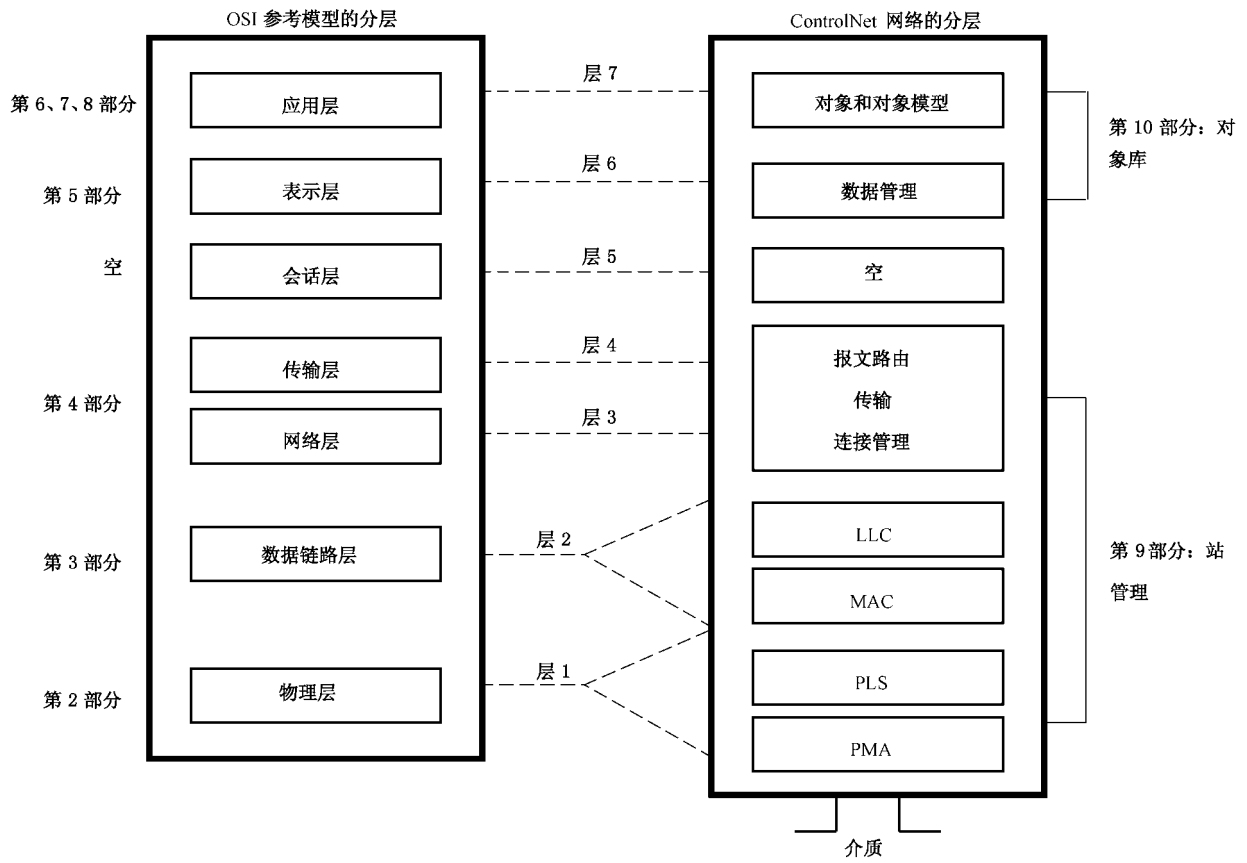 OSI 参考模型的分层
ControlNet 网络的分层
第 6、7、8 部分
应用层
层 7
对象和对象模型
第 10 部分：对
象库
第 5 部分
表示层
层 6
数据管理
空
会话层
层 5
空
第 4 部分
传输层
层 4
网络层
层 3
报文路由
传输
连接管理
第 3 部分
数据链路层
层 2
LLC
MAC
第 9 部分：站
管理
第 2 部分
物理层
层 1
PLS
PMA
介质